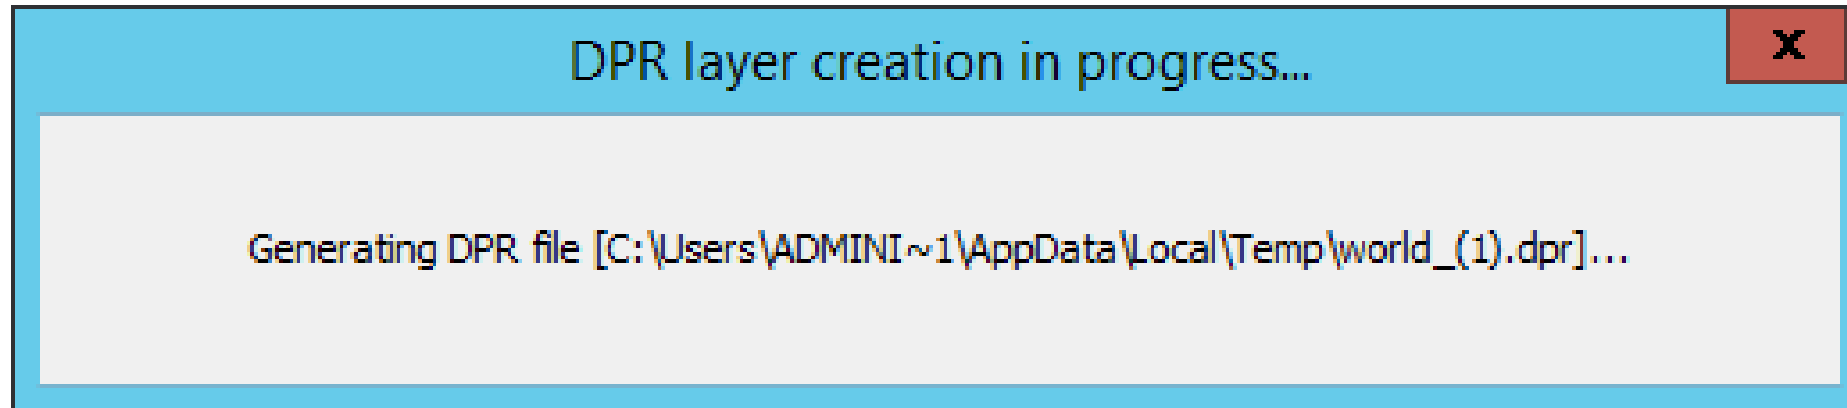 DPR layer creation in progress...
Generating DPR file [C:\Users\ADMINI~1\AppData\Local\Temp\world_(1).dpr]...